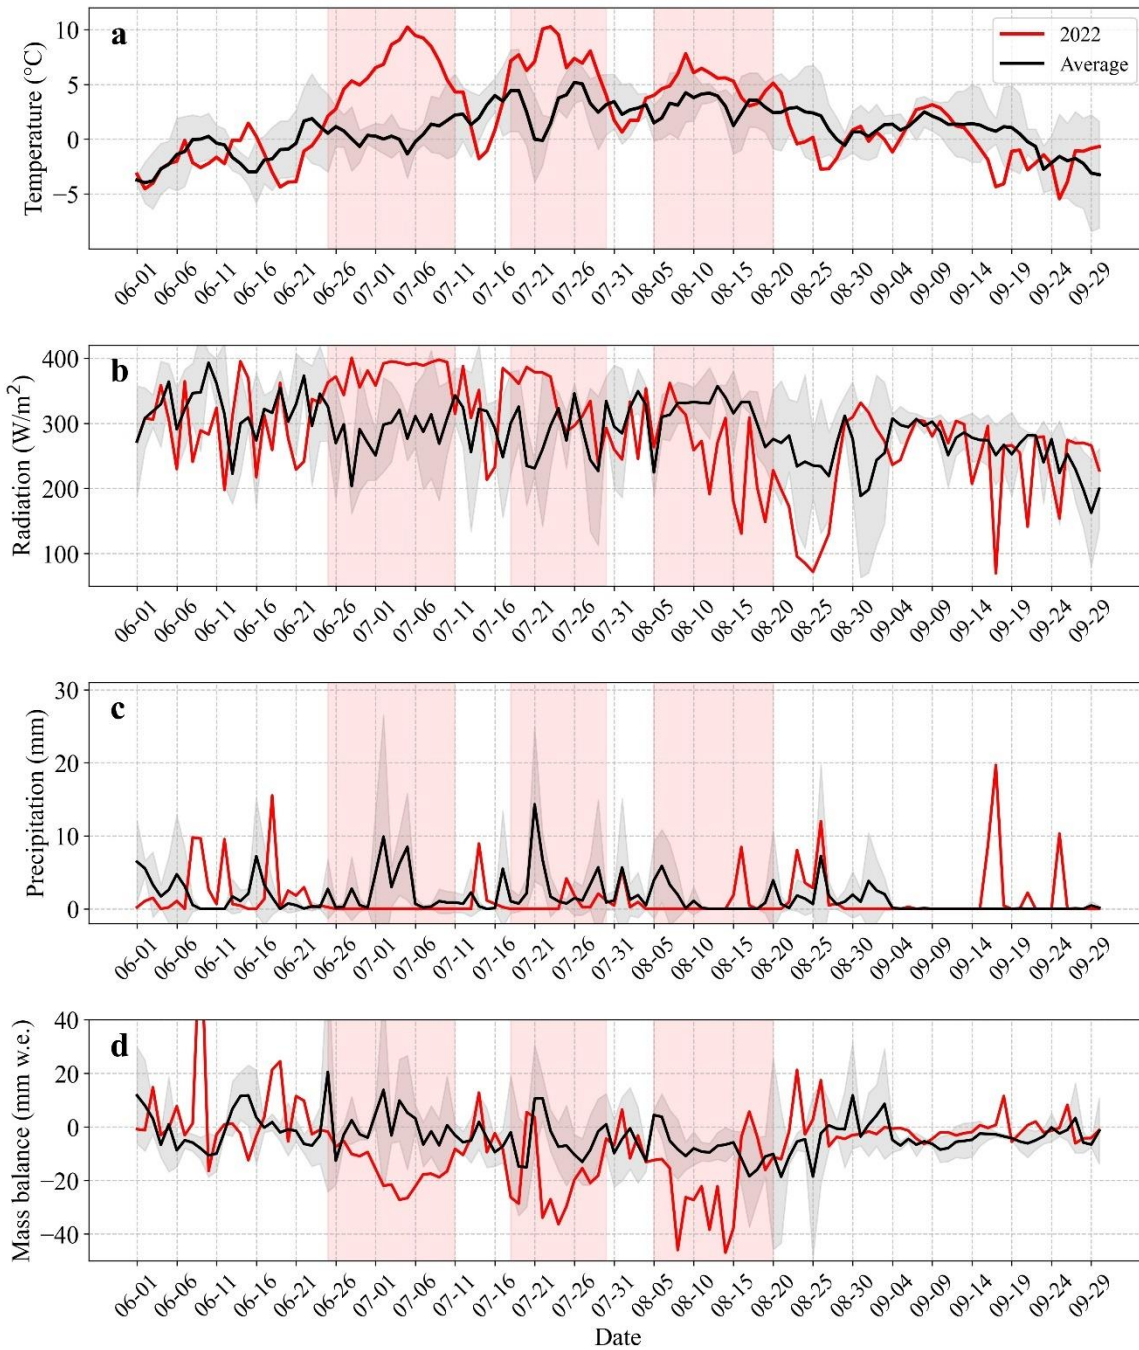 a
2022
Average
Temperature (°C)
10
5
0
−5
06-01 06-06 06-11 06-16 06-21 06-26 07-01 07-06 07-11 07-16 07-21 07-26 07-31 08-05 08-10 08-15 08-20 08-25 08-30 09-04 09-09 09-14 09-19 09-24 09-29
b
Radiation (W/m²)
400
300
200
100
06-01 06-06 06-11 06-16 06-21 06-26 07-01 07-06 07-11 07-16 07-21 07-26 07-31 08-05 08-10 08-15 08-20 08-25 08-30 09-04 09-09 09-14 09-19 09-24 09-29
c
Precipitation (mm)
30
20
10
0
06-01 06-06 06-11 06-16 06-21 06-26 07-01 07-06 07-11 07-16 07-21 07-26 07-31 08-05 08-10 08-15 08-20 08-25 08-30 09-04 09-09 09-14 09-19 09-24 09-29
d
Mass balance (mm w.e.)
40
20
0
−20
−40
06-01 06-06 06-11 06-16 06-21 06-26 07-01 07-06 07-11 07-16 07-21 07-26 07-31 08-05 08-10 08-15 08-20 08-25 08-30 09-04 09-09 09-14 09-19 09-24 09-29
Date